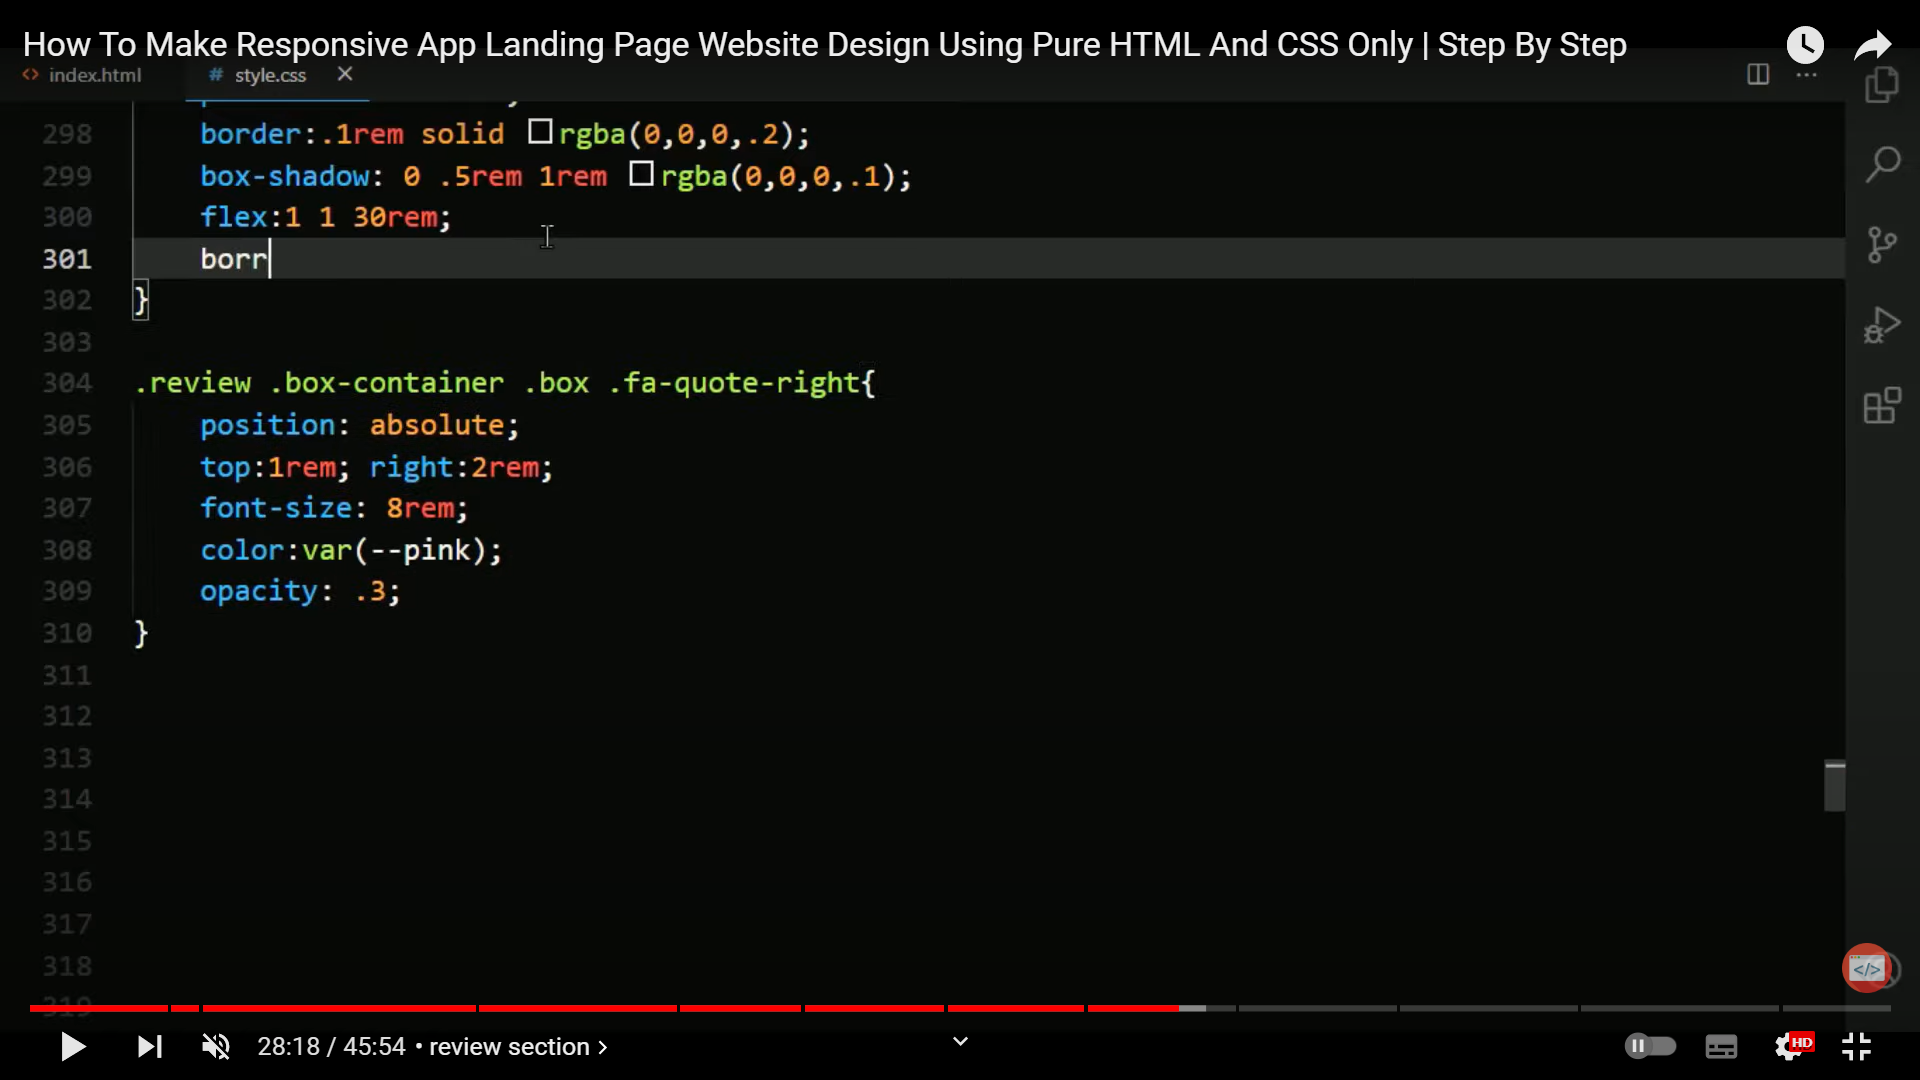 How To Make Responsive App Landing Page Website Design Using Pure HTML And CSS Only | Step By Step
<> index.html # style.css ×
298 border:.1rem solid rgba(0,0,0,.2);
299 box-shadow: 0 .5rem 1rem rgba(0,0,0,.1);
300 flex:1 1 30rem;
301 borr
302 }
303
304 .review .box-container .box .fa-quote-right{
305 position: absolute;
306 top:1rem; right:2rem;
307 font-size: 8rem;
308 color:var(--pink);
309 opacity: .3;
310 }
311
312
313
314
315
316
317
318
319
</>
28:18 / 45:54 • review section >
HD